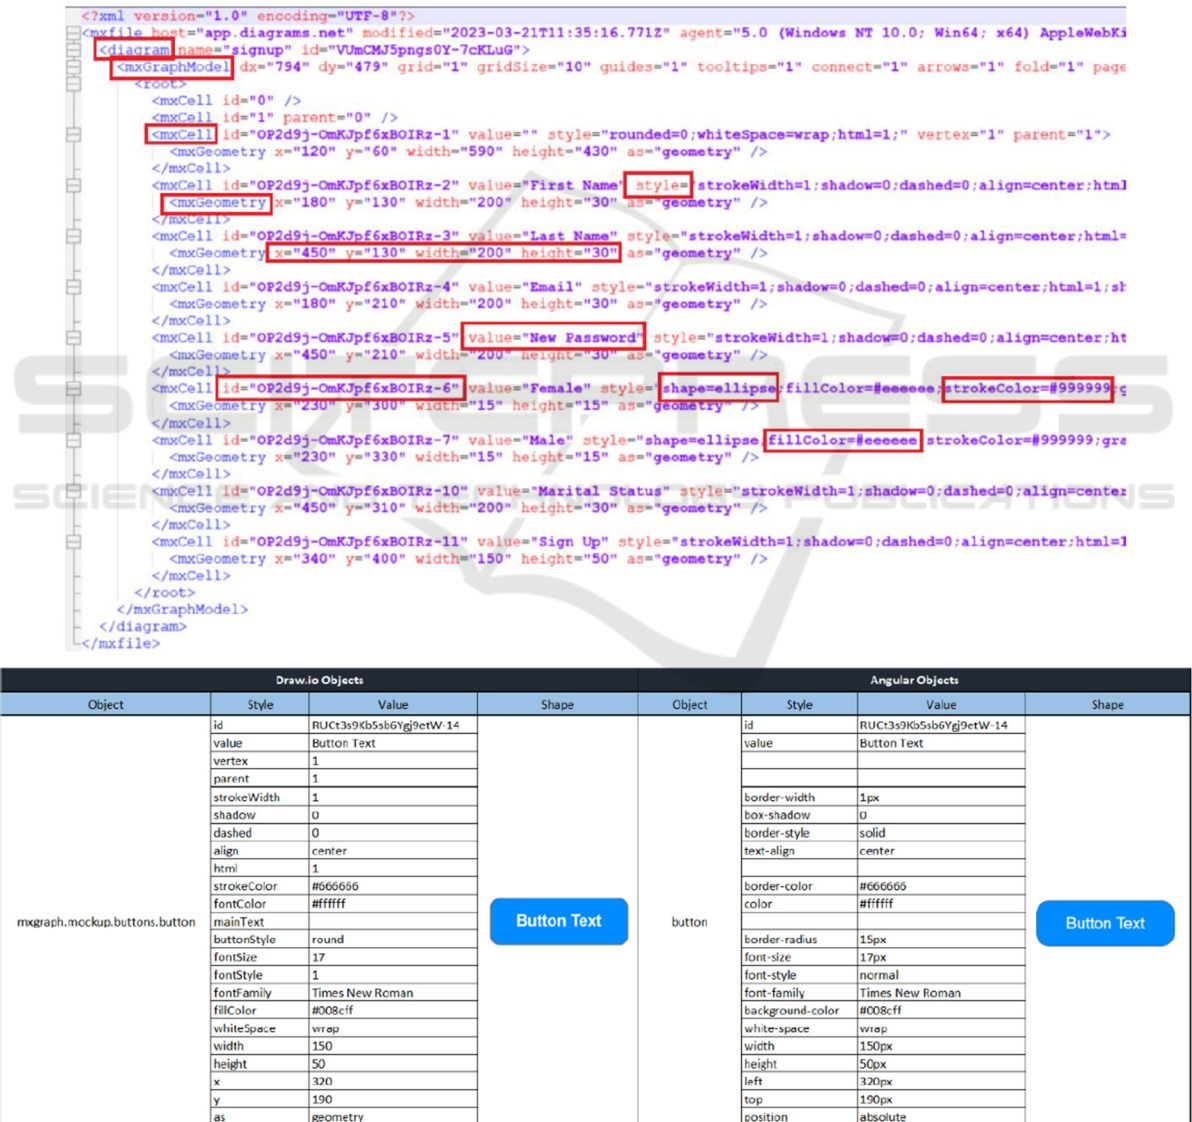 <?xml version="1.0" encoding="UTF-8"?>
<mxfile host="app.diagrams.net" modified="2023-03-21T11:35:16.771Z" agent="5.0 (Windows NT 10.0; Win64; x64) AppleWebKi
<diagram name="signup" id="VUmCMJ5pngs0Y-7cKLuG">
<mxGraphModel dx="794" dy="479" grid="1" gridSize="10" guides="1" tooltips="1" connect="1" arrows="1" fold="1" page
<root>
<mxCell id="0" />
<mxCell id="1" parent="0" />
<mxCell id="OP2d9j-OmKJpf6xBOIRz-1" value="" style="rounded=0;whiteSpace=wrap;html=1;" vertex="1" parent="1">
<mxGeometry x="120" y="60" width="590" height="430" as="geometry" />
</mxCell>
<mxCell id="OP2d9j-OmKJpf6xBOIRz-2" value="First Name" style="strokeWidth=1;shadow=0;dashed=0;align=center;html
<mxGeometry x="180" y="130" width="200" height="30" as="geometry" />
</mxCell>
<mxCell id="OP2d9j-OmKJpf6xBOIRz-3" value="Last Name" style="strokeWidth=1;shadow=0;dashed=0;align=center;html=
<mxGeometry x="450" y="130" width="200" height="30" as="geometry" />
</mxCell>
<mxCell id="OP2d9j-OmKJpf6xBOIRz-4" value="Email" style="strokeWidth=1;shadow=0;dashed=0;align=center;html=1;sh
<mxGeometry x="180" y="210" width="200" height="30" as="geometry" />
</mxCell>
<mxCell id="OP2d9j-OmKJpf6xBOIRz-5" value="New Password" style="strokeWidth=1;shadow=0;dashed=0;align=center;ht
<mxGeometry x="450" y="210" width="200" height="30" as="geometry" />
</mxCell>
<mxCell id="OP2d9j-OmKJpf6xBOIRz-6" value="Female" style="shape=ellipse;fillColor=#eeeeee;strokeColor=#999999;g
<mxGeometry x="230" y="300" width="15" height="15" as="geometry" />
</mxCell>
<mxCell id="OP2d9j-OmKJpf6xBOIRz-7" value="Male" style="shape=ellipse;fillColor=#eeeeee;strokeColor=#999999;gra
<mxGeometry x="230" y="330" width="15" height="15" as="geometry" />
</mxCell>
<mxCell id="OP2d9j-OmKJpf6xBOIRz-10" value="Marital Status" style="strokeWidth=1;shadow=0;dashed=0;align=center
<mxGeometry x="450" y="310" width="200" height="30" as="geometry" />
</mxCell>
<mxCell id="OP2d9j-OmKJpf6xBOIRz-11" value="Sign Up" style="strokeWidth=1;shadow=0;dashed=0;align=center;html=1
<mxGeometry x="340" y="400" width="150" height="50" as="geometry" />
</mxCell>
</root>
</mxGraphModel>
</diagram>
</mxfile>
SCITEPRESS
SCIENCE AND TECHNOLOGY PUBLICATIONS
Draw.io Objects Angular Objects
Object Style Value Shape Object Style Value Shape
id RUCt3s9Kb5sb6Ygj9etW-14 id RUCt3s9Kb5sb6Ygj9etW-14
value Button Text value Button Text
vertex 1
parent 1
strokeWidth 1 border-width 1px
shadow 0 box-shadow 0
dashed 0 border-style solid
align center text-align center
html 1
strokeColor #666666 border-color #666666
fontColor #ffffff color #ffffff
mxgraph.mockup.buttons.button mainText Button Text button Button Text
buttonStyle round border-radius 15px
fontSize 17 font-size 17px
fontStyle 1 font-style normal
fontFamily Times New Roman font-family Times New Roman
fillColor #008cff background-color #008cff
whiteSpace wrap white-space wrap
width 150 width 150px
height 50 height 50px
x 320 left 320px
y 190 top 190px
as geometry position absolute